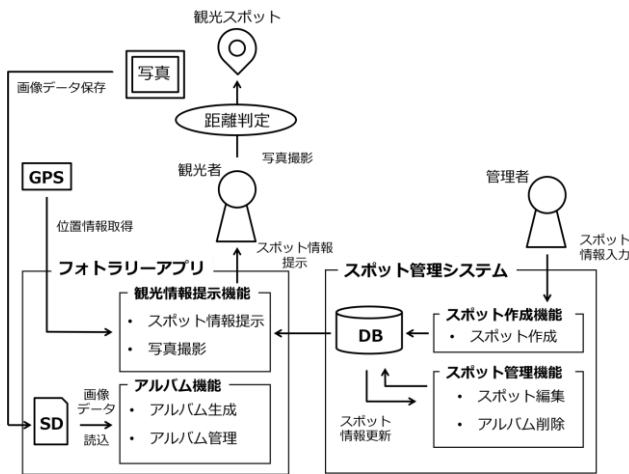 観光スポット
写真
画像データ保存
距離判定
写真撮影
観光者
管理者
GPS
位置情報取得
スポット情報
提示
スポット
情報入力
フォトラリーアプリ
スポット管理システム
観光情報提示機能
・ スポット情報提示
・ 写真撮影
DB
スポット作成機能
・ スポット作成
アルバム機能
・ アルバム生成
・ アルバム管理
SD
画像
データ
読込
スポット
情報更新
スポット管理機能
・ スポット編集
・ アルバム削除